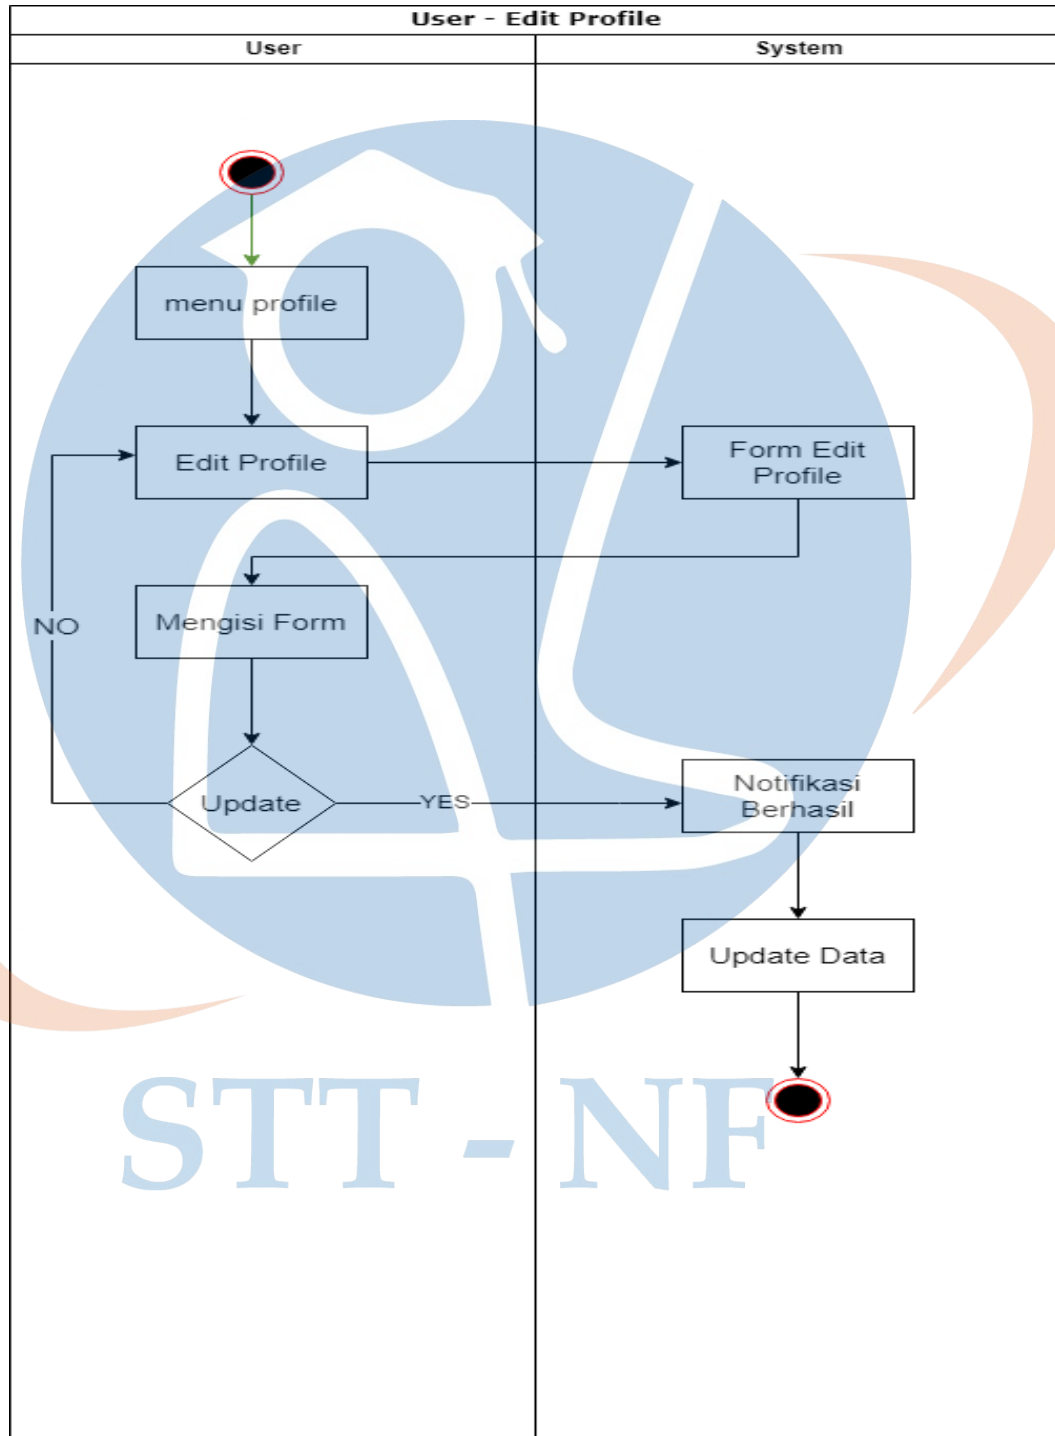 User - Edit Profile
User
System
menu profile
Edit Profile
Form Edit
Profile
Mengisi Form
NO
Update
YES
Notifikasi
Berhasil
Update Data
STT - NF